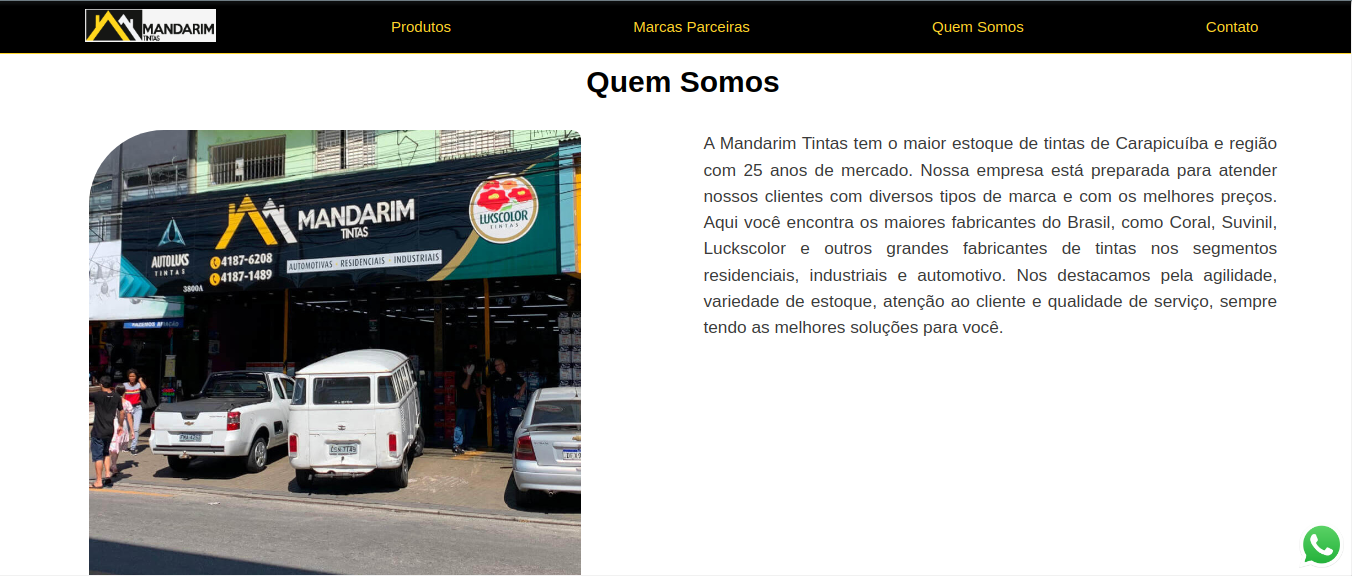 MANDARIM
TINTAS
Produtos
Marcas Parceiras
Quem Somos
Contato
Quem Somos
MANDARIM
TINTAS
LUKSCOLOR
TINTAS
AUTOLUKS
TINTAS
4187-6208
4187-1489
AUTOMOTIVAS · RESIDENCIAIS · INDUSTRIAIS
3800A
A Mandarim Tintas tem o maior estoque de tintas de Carapicuíba e região
com 25 anos de mercado. Nossa empresa está preparada para atender
nossos clientes com diversos tipos de marca e com os melhores preços.
Aqui você encontra os maiores fabricantes do Brasil, como Coral, Suvinil,
Luckscolor e outros grandes fabricantes de tintas nos segmentos
residenciais, industriais e automotivo. Nos destacamos pela agilidade,
variedade de estoque, atenção ao cliente e qualidade de serviço, sempre
tendo as melhores soluções para você.